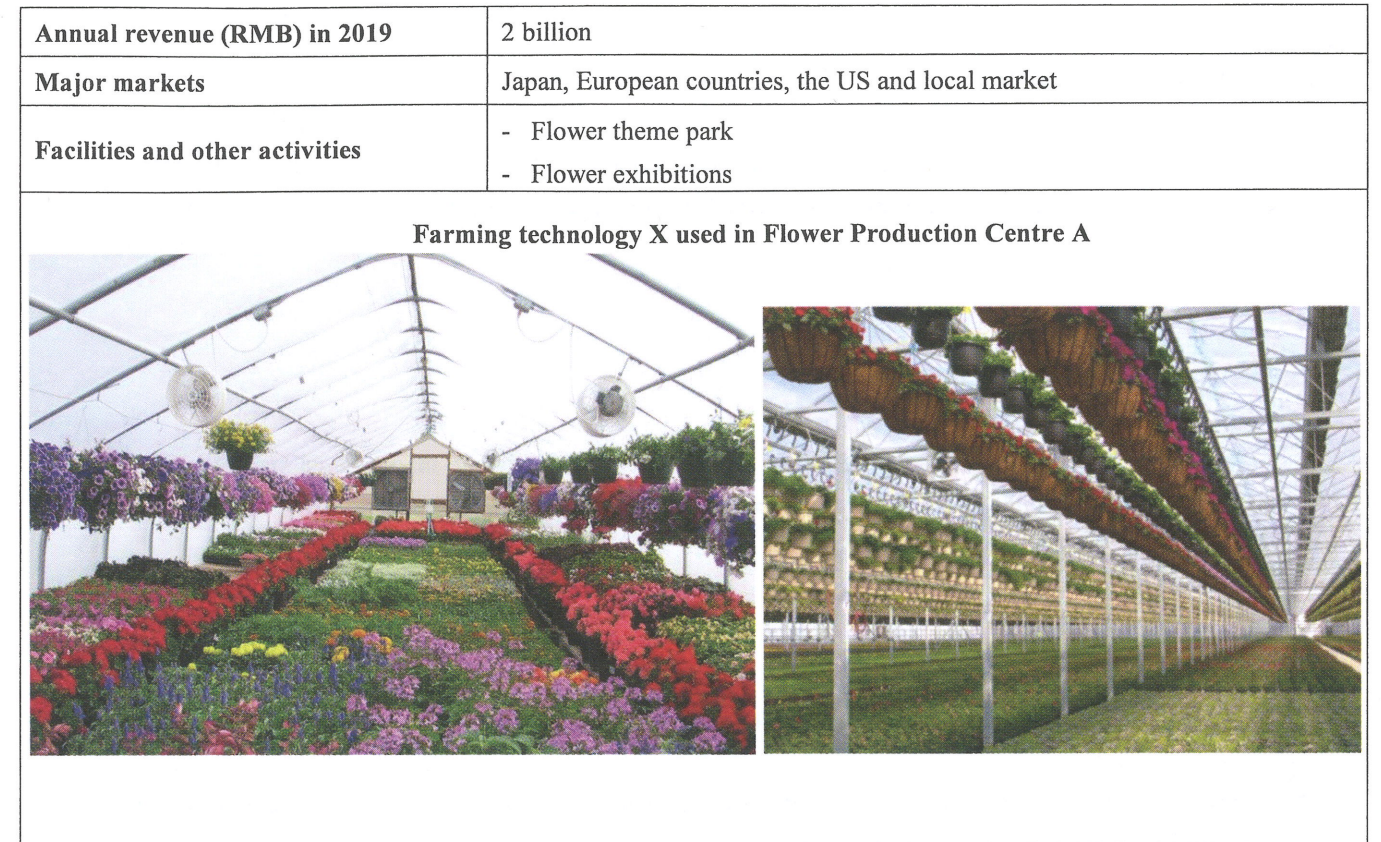 Annual revenue (RMB) in 2019
2 billion
Major markets
Japan, European countries, the US and local market
Facilities and other activities
- Flower theme park
- Flower exhibitions
Farming technology X used in Flower Production Centre A